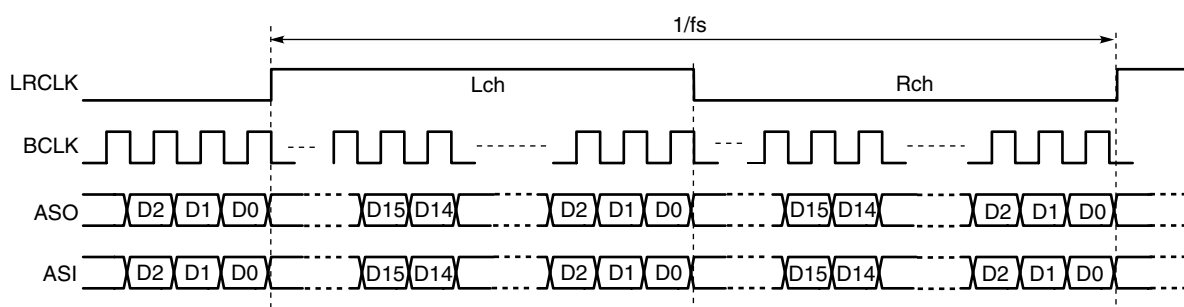 1/fs
LRCLK Lch Rch
BCLK
ASO D2 D1 D0 D15 D14 D2 D1 D0 D15 D14 D2 D1 D0
ASI D2 D1 D0 D15 D14 D2 D1 D0 D15 D14 D2 D1 D0